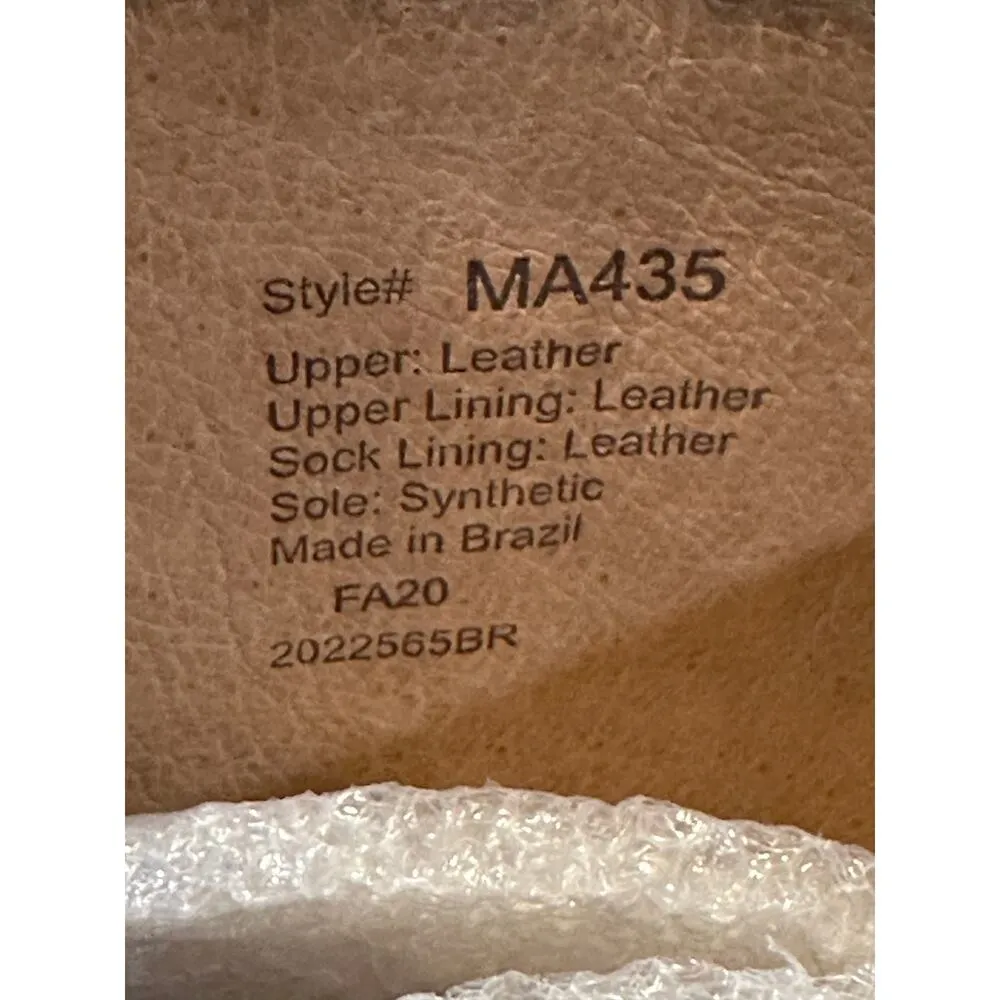 Style# MA435
Upper: Leather
Upper Lining: Leather
Sock Lining: Leather
Sole: Synthetic
Made in Brazil
FA20
2022565BR